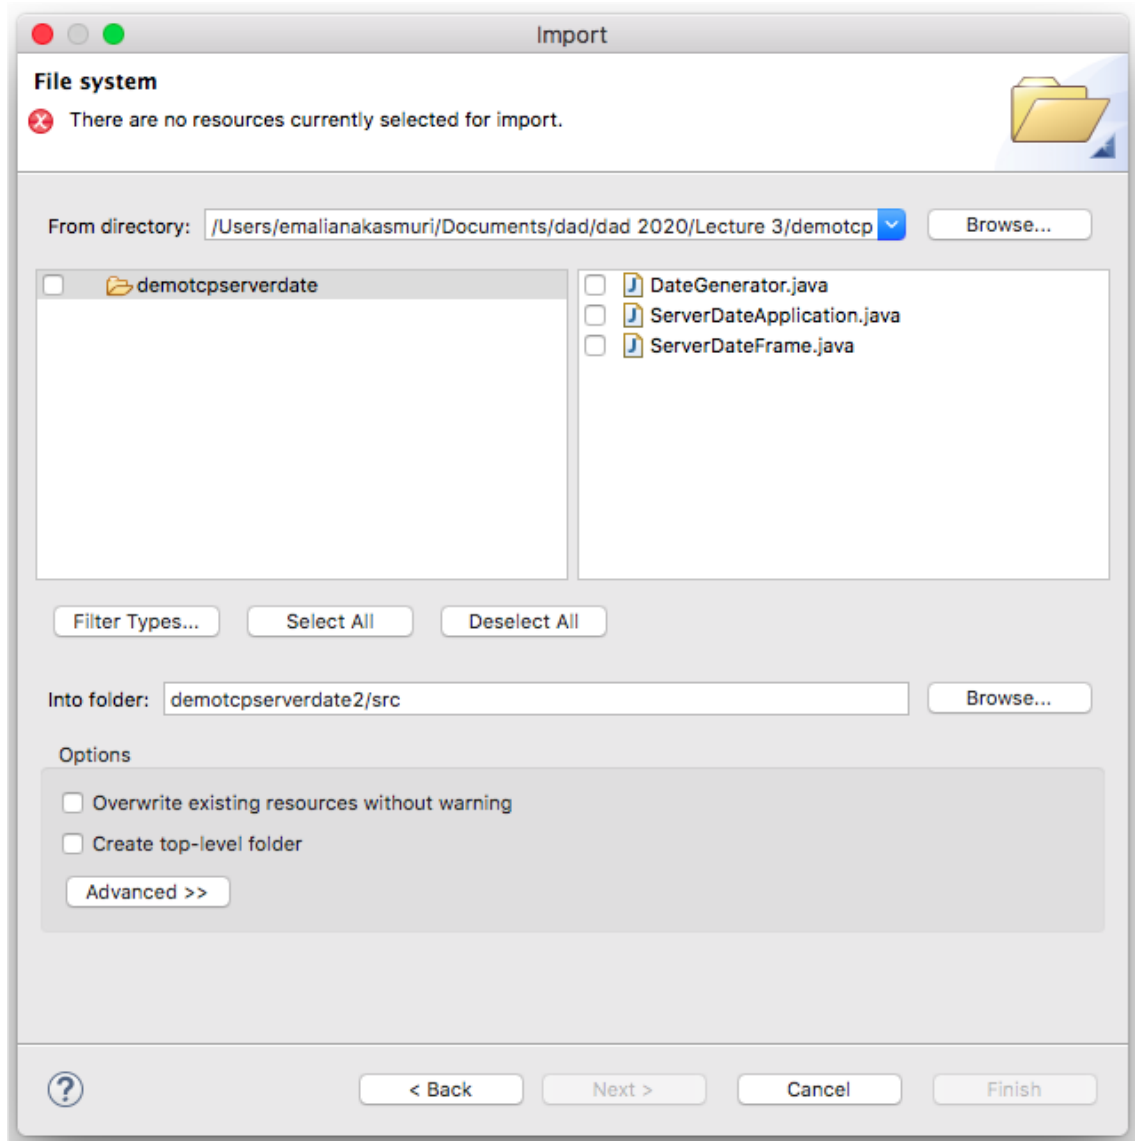 Import
File system
There are no resources currently selected for import.
From directory: /Users/emalianakasmuri/Documents/dad/dad 2020/Lecture 3/demotcp Browse...
demotcpserverdate
DateGenerator.java
ServerDateApplication.java
ServerDateFrame.java
Filter Types... Select All Deselect All
Into folder: demotcpserverdate2/src Browse...
Options
Overwrite existing resources without warning
Create top-level folder
Advanced >>
? < Back Next > Cancel Finish